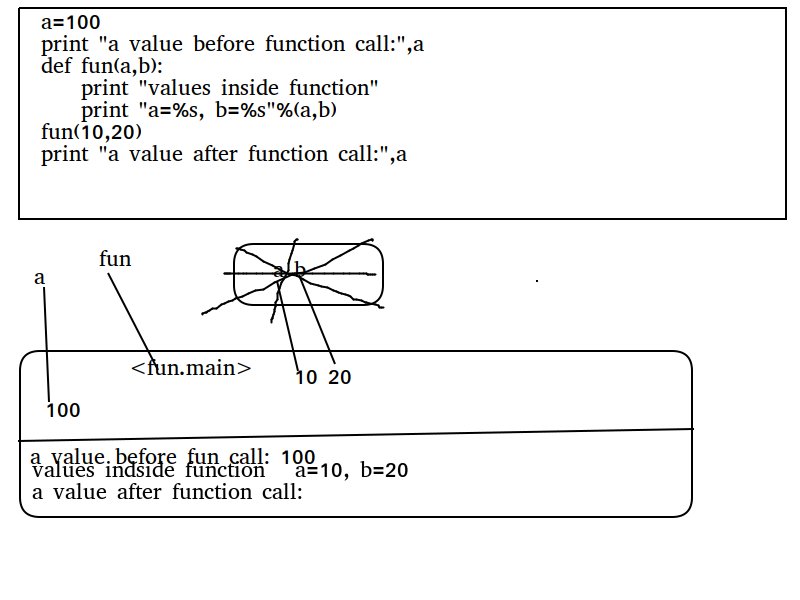 a=100
print "a value before function call:",a
def fun(a,b):
print "values inside function"
print "a=%s, b=%s"%(a,b)
fun(10,20)
print "a value after function call:",a
fun
a
a b
<fun.main>
10 20
100
a value before fun call: 100
values indside function a=10, b=20
a value after function call: